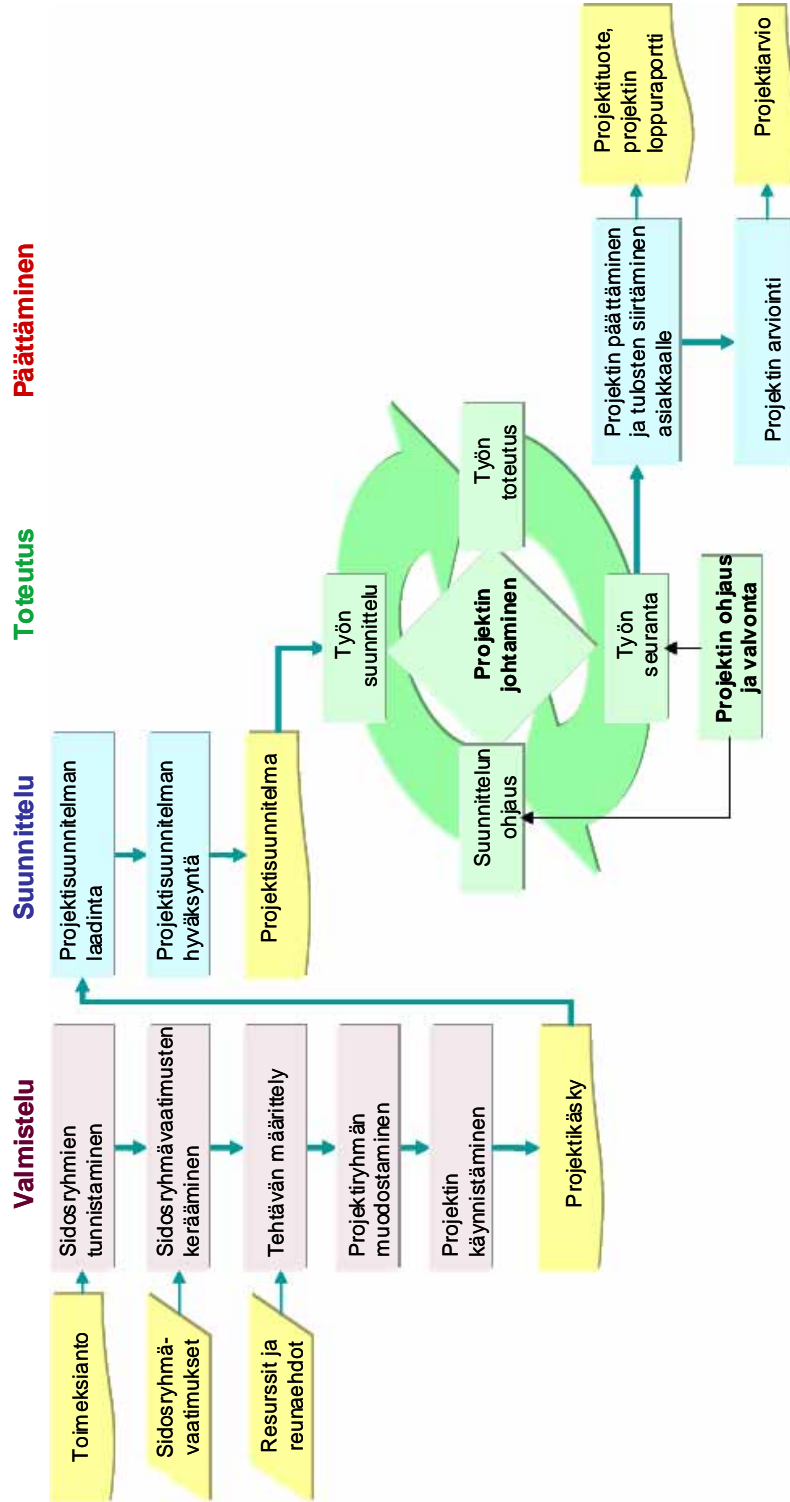 Valmistelu
Suunnittelu
Toteutus
Päättäminen
Toimeksianto
Sidosryhmä-
vaatimukset
Resurssit ja
reunaehdot
Sidosryhmien
tunnistaminen
Sidosryhmävaatimusten
kerääminen
Tehtävän määrittely
Projektiryhmän
muodostaminen
Projektin
käynnistäminen
Projektikäsky
Projektisuunnitelman
laadinta
Projektisuunnitelman
hyväksyntä
Projektisuunnitelma
Työn
suunnittelu
Suunnittelun
ohjaus
Projektin
johtaminen
Työn
toteutus
Työn
seuranta
Projektin ohjaus
ja valvonta
Projektin päättäminen
ja tulosten siirtäminen
asiakkaalle
Projektin arviointi
Projektituote,
projektin
loppuraportti
Projektiarvio